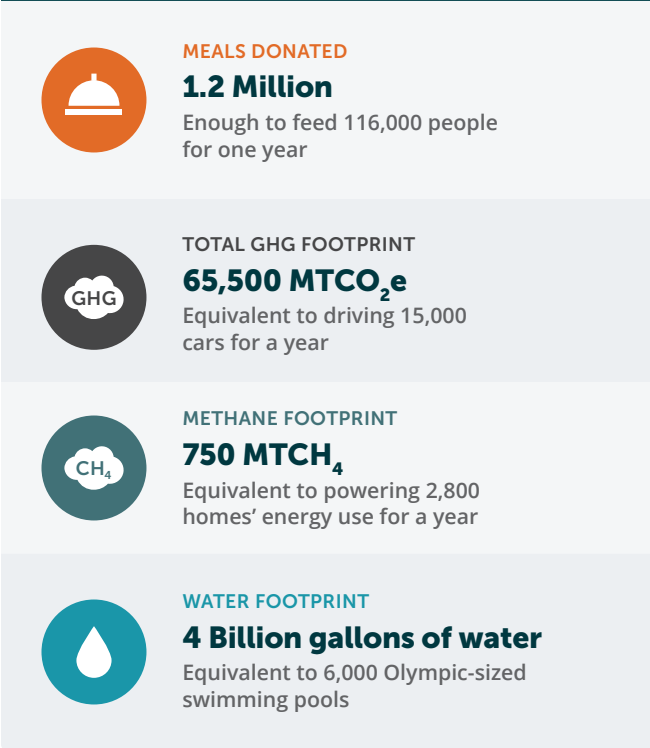 MEALS DONATED
1.2 Million
Enough to feed 116,000 people
for one year
GHG
TOTAL GHG FOOTPRINT
65,500 MTCO₂e
Equivalent to driving 15,000
cars for a year
CH₄
METHANE FOOTPRINT
750 MTCH₄
Equivalent to powering 2,800
homes’ energy use for a year
WATER FOOTPRINT
4 Billion gallons of water
Equivalent to 6,000 Olympic-sized
swimming pools